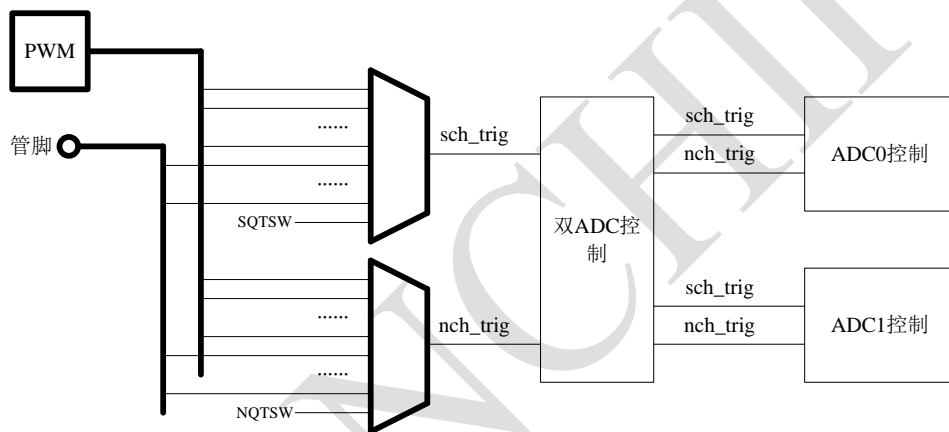 PWM
管脚
......
......
SQTSW
......
......
NQTSW
sch_trig
nch_trig
双ADC控
制
sch_trig
nch_trig
ADC0控制
sch_trig
nch_trig
ADC1控制